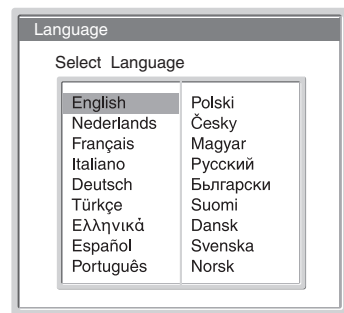 Language
Select Language
English
Nederlands
Français
Italiano
Deutsch
Türkçe
Ελληνικά
Español
Português
Polski
Česky
Magyar
Русский
Бьлгарски
Suomi
Dansk
Svenska
Norsk